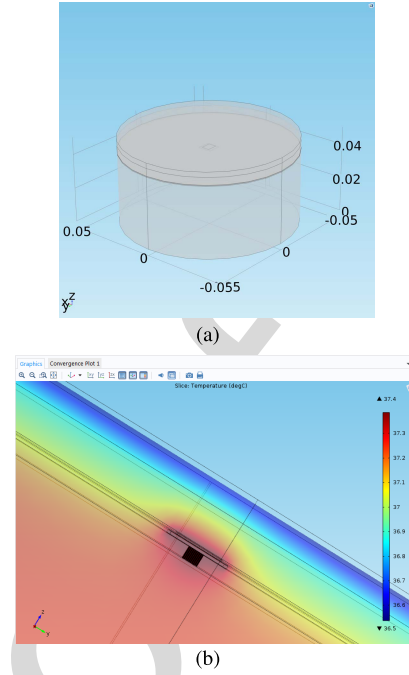 0.04
0.02
0
-0.05
0.05
0
0
-0.055
x z
y
(a)
Graphics Convergence Plot 1
Slice: Temperature (degC)
▲ 37.4
37.3
37.2
37.1
37
36.9
36.8
36.7
36.6
▼ 36.5
z
y
(b)